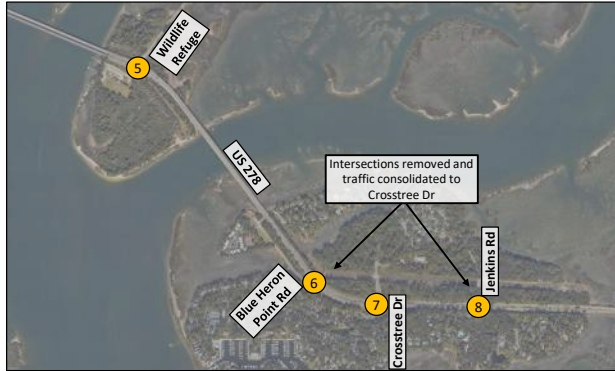 Wildlife
Refuge
5
US 278
Intersections removed and
traffic consolidated to
Crosstree Dr
Jenkins Rd
Blue Heron
Point Rd
6
7
8
Crosstree Dr